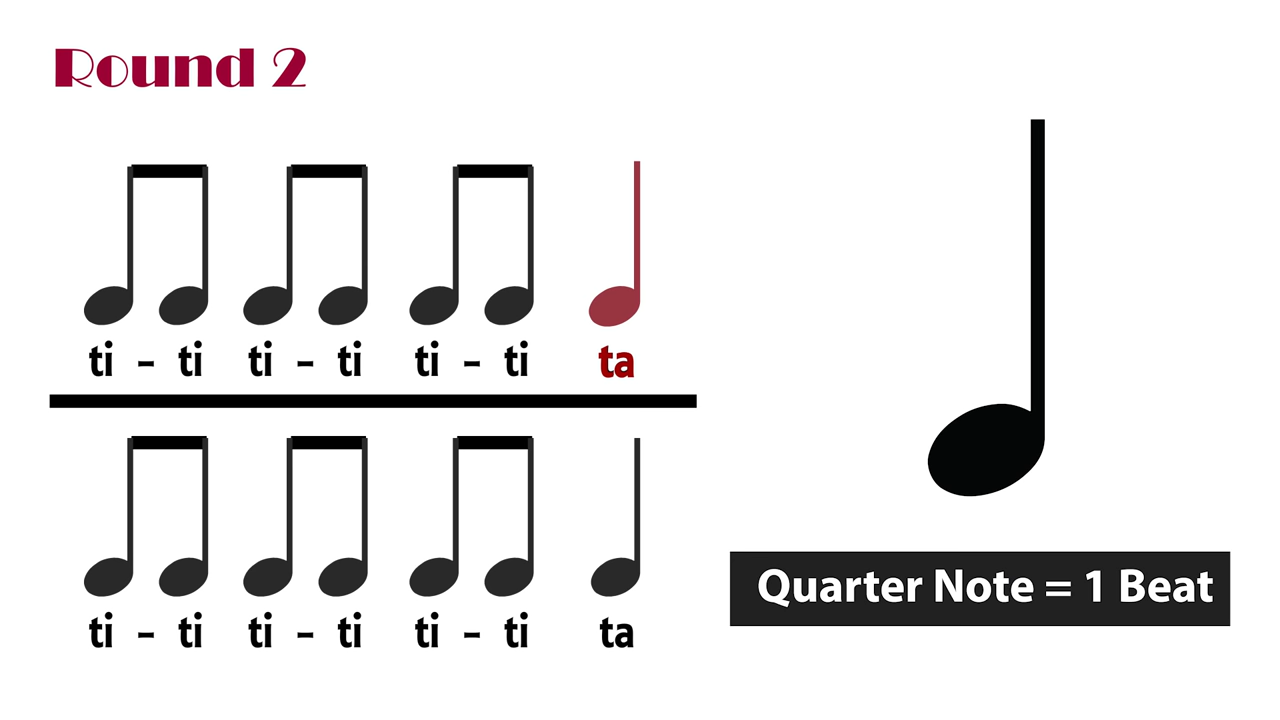 Round 2
ti – ti ti – ti ti – ti ta
ti – ti ti – ti ti – ti ta
Quarter Note = 1 Beat